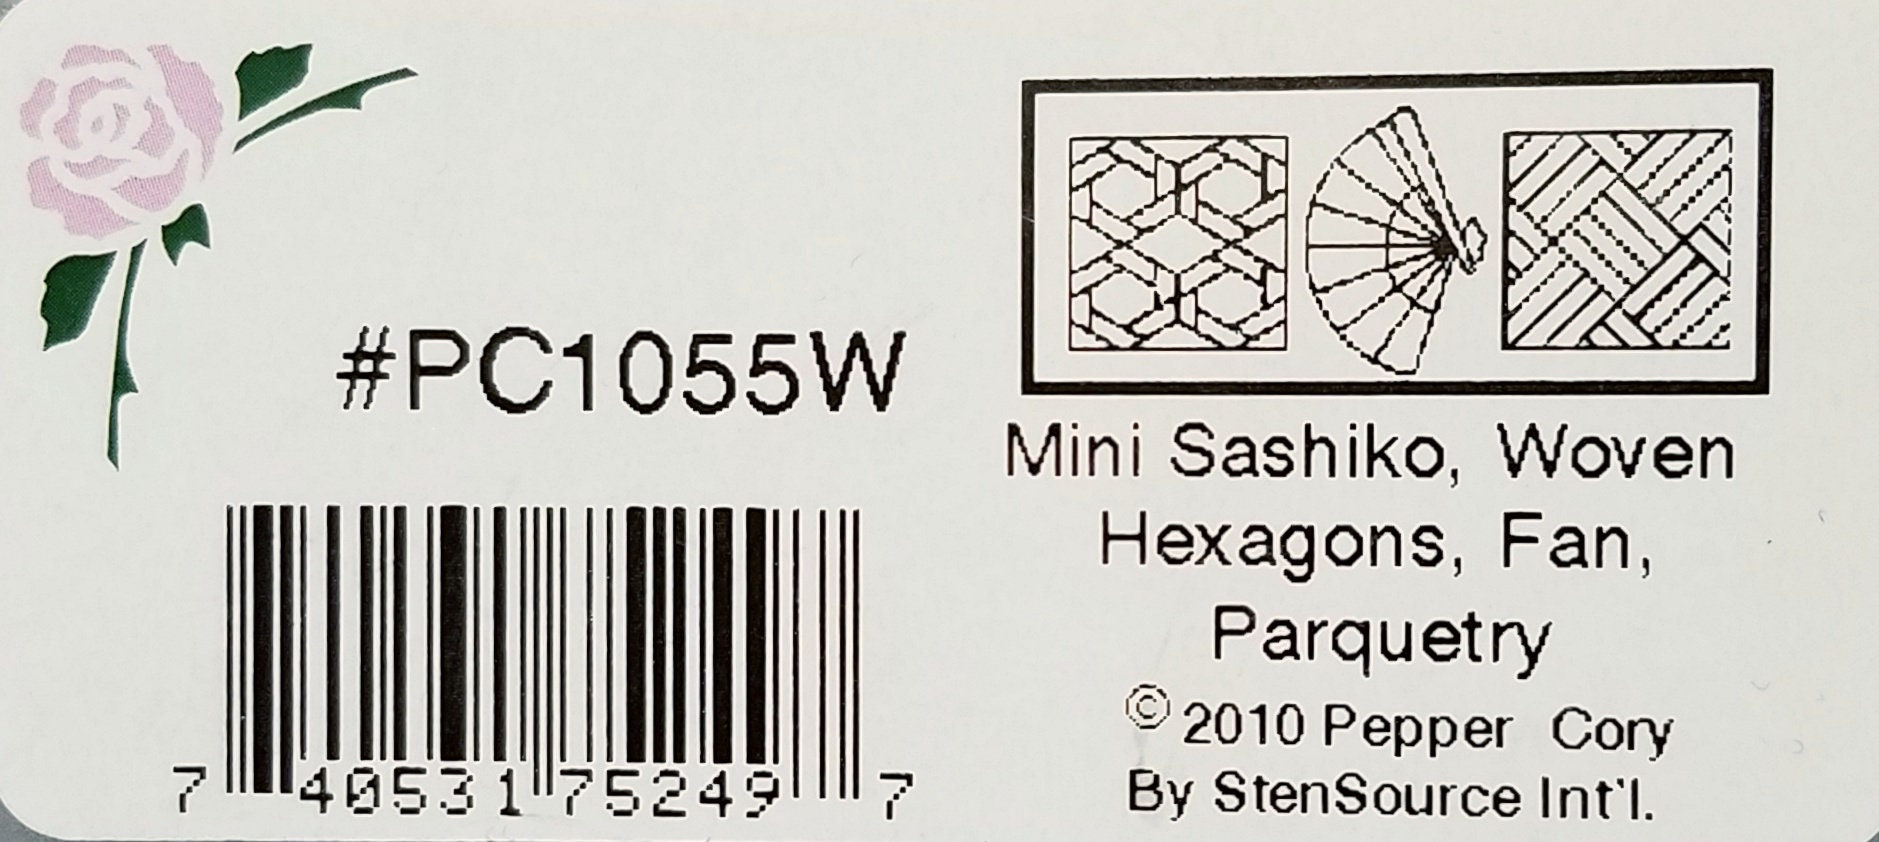 #PC1055W
7 40531 75249 7
Mini Sashiko, Woven
Hexagons, Fan,
Parquetry
© 2010 Pepper Cory
By StenSource Int'l.